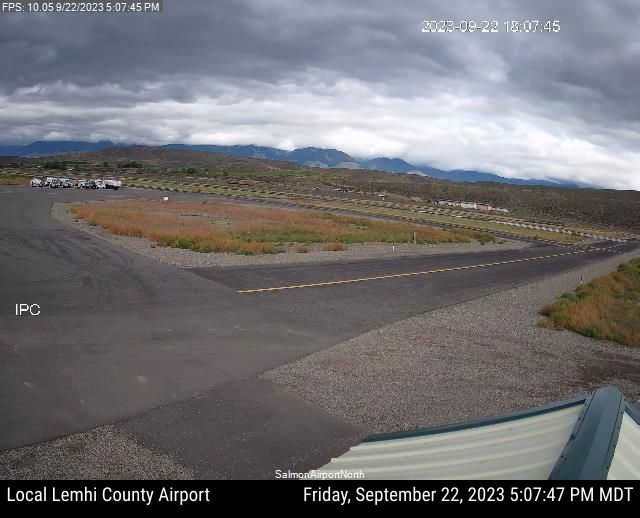 FPS: 10.05 9/22/2023 5:07:45 PM
2023-09-22 18:07:45
IPC
SalmonAirportNorth
Local Lemhi County Airport Friday, September 22, 2023 5:07:47 PM MDT